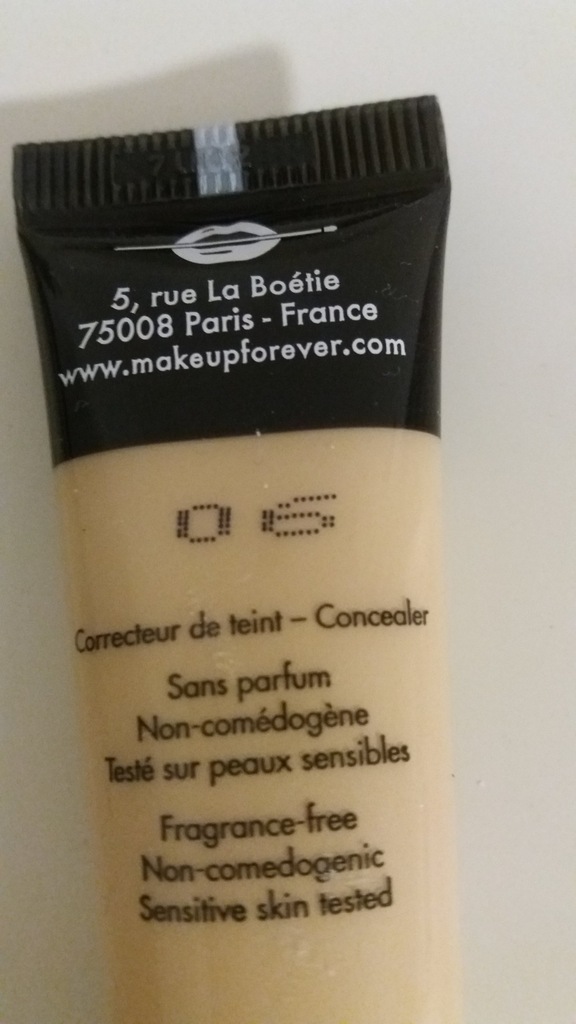 5, rue La Boétie
75008 Paris - France
www.makeupforever.com
06
Correcteur de teint – Concealer
Sans parfum
Non-comédogène
Testé sur peaux sensibles
Fragrance-free
Non-comedogenic
Sensitive skin tested